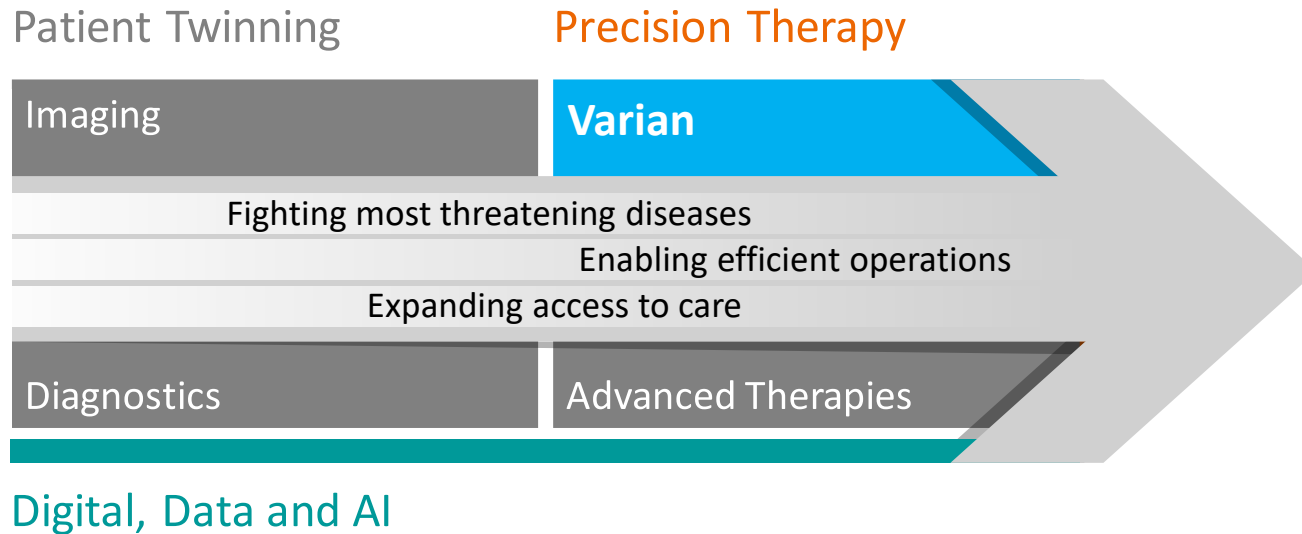 Patient Twinning
Precision Therapy
Imaging
Varian
Fighting most threatening diseases
Enabling efficient operations
Expanding access to care
Diagnostics
Advanced Therapies
Digital, Data and AI